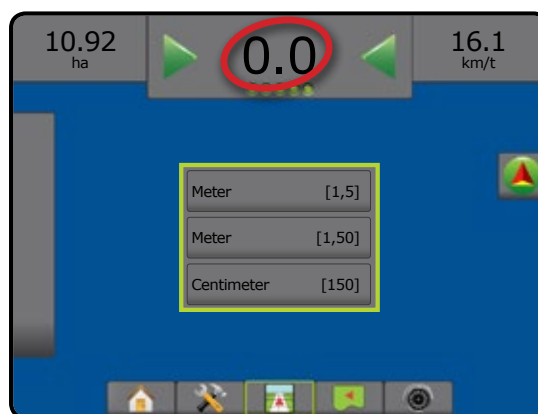 10.92
ha
0.0
16.1
km/t
Meter [1,5]
Meter [1,50]
Centimeter [150]